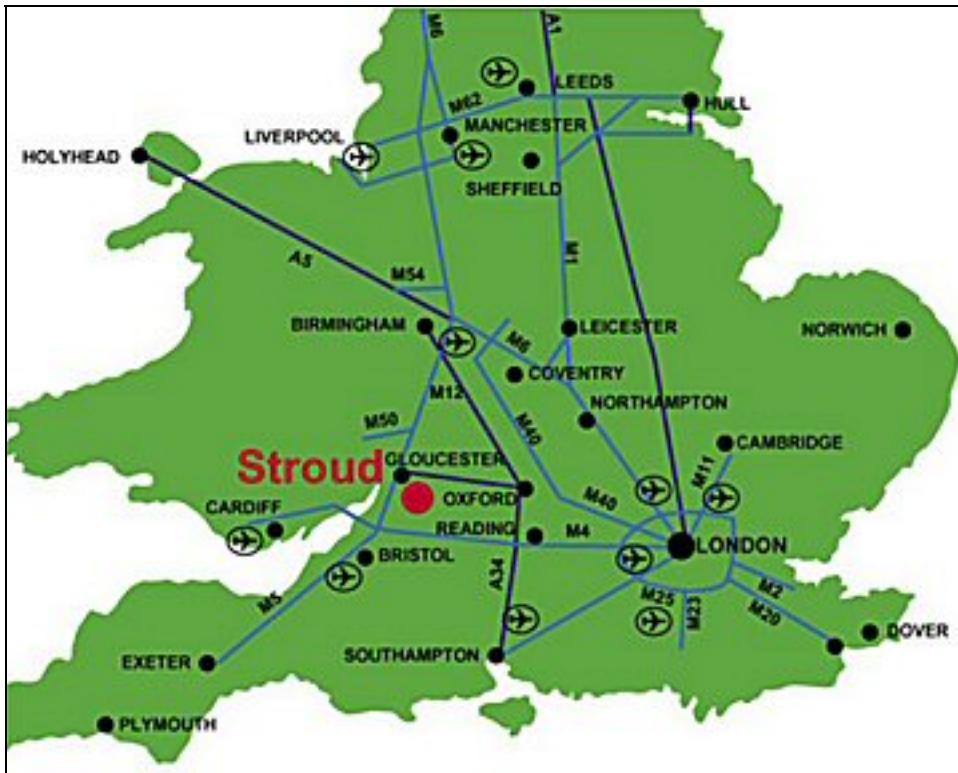 M6
A1
LEEDS
M62
HULL
LIVERPOOL
MANCHESTER
HOLYHEAD
SHEFFIELD
A5
M1
M54
BIRMINGHAM
LEICESTER
NORWICH
M6
COVENTRY
M12
NORTHAMPTON
M50
M40
CAMBRIDGE
Stroud
GLOUCESTER
M11
OXFORD
M40
CARDIFF
READING
M4
LONDON
BRISTOL
A34
M5
M25
M2
M23
M20
DOVER
SOUTHAMPTON
EXETER
PLYMOUTH